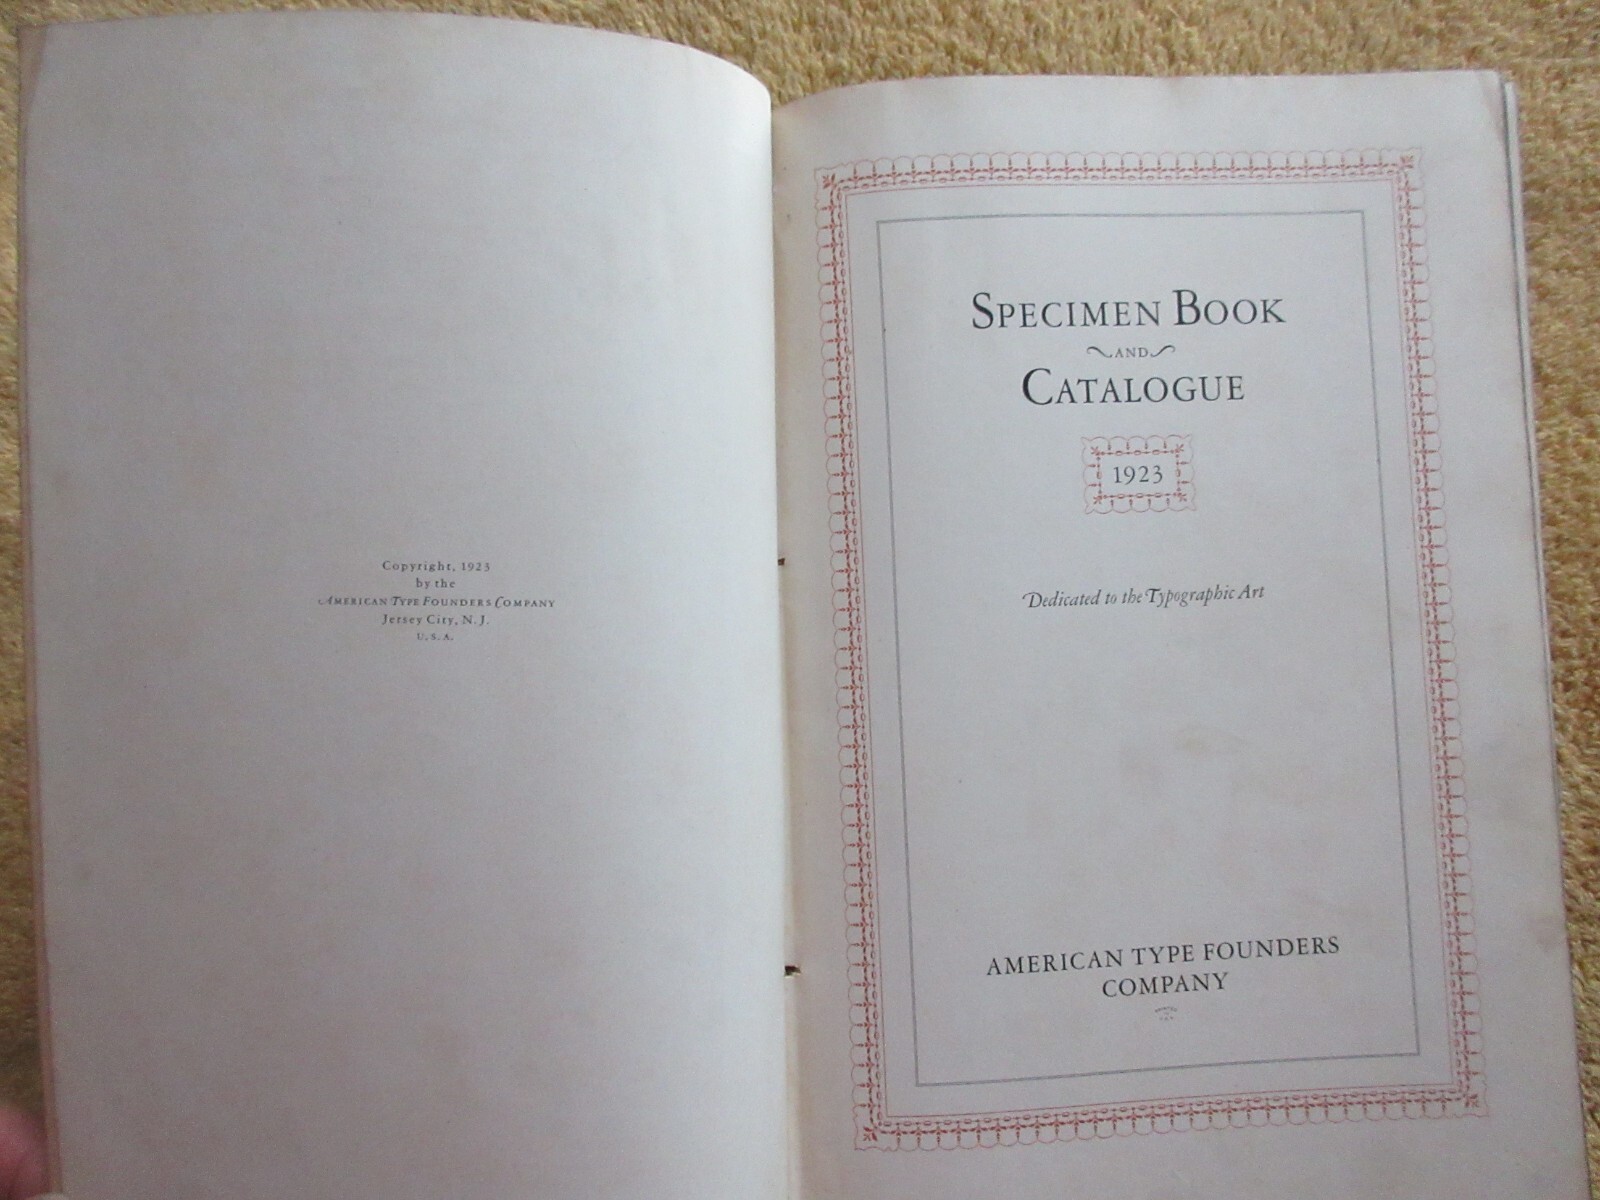 Copyright, 1923
by the
AMERICAN TYPE FOUNDERS COMPANY
Jersey City, N. J.
U. S. A.
SPECIMEN BOOK
AND
CATALOGUE
1923
Dedicated to the Typographic Art
AMERICAN TYPE FOUNDERS
COMPANY